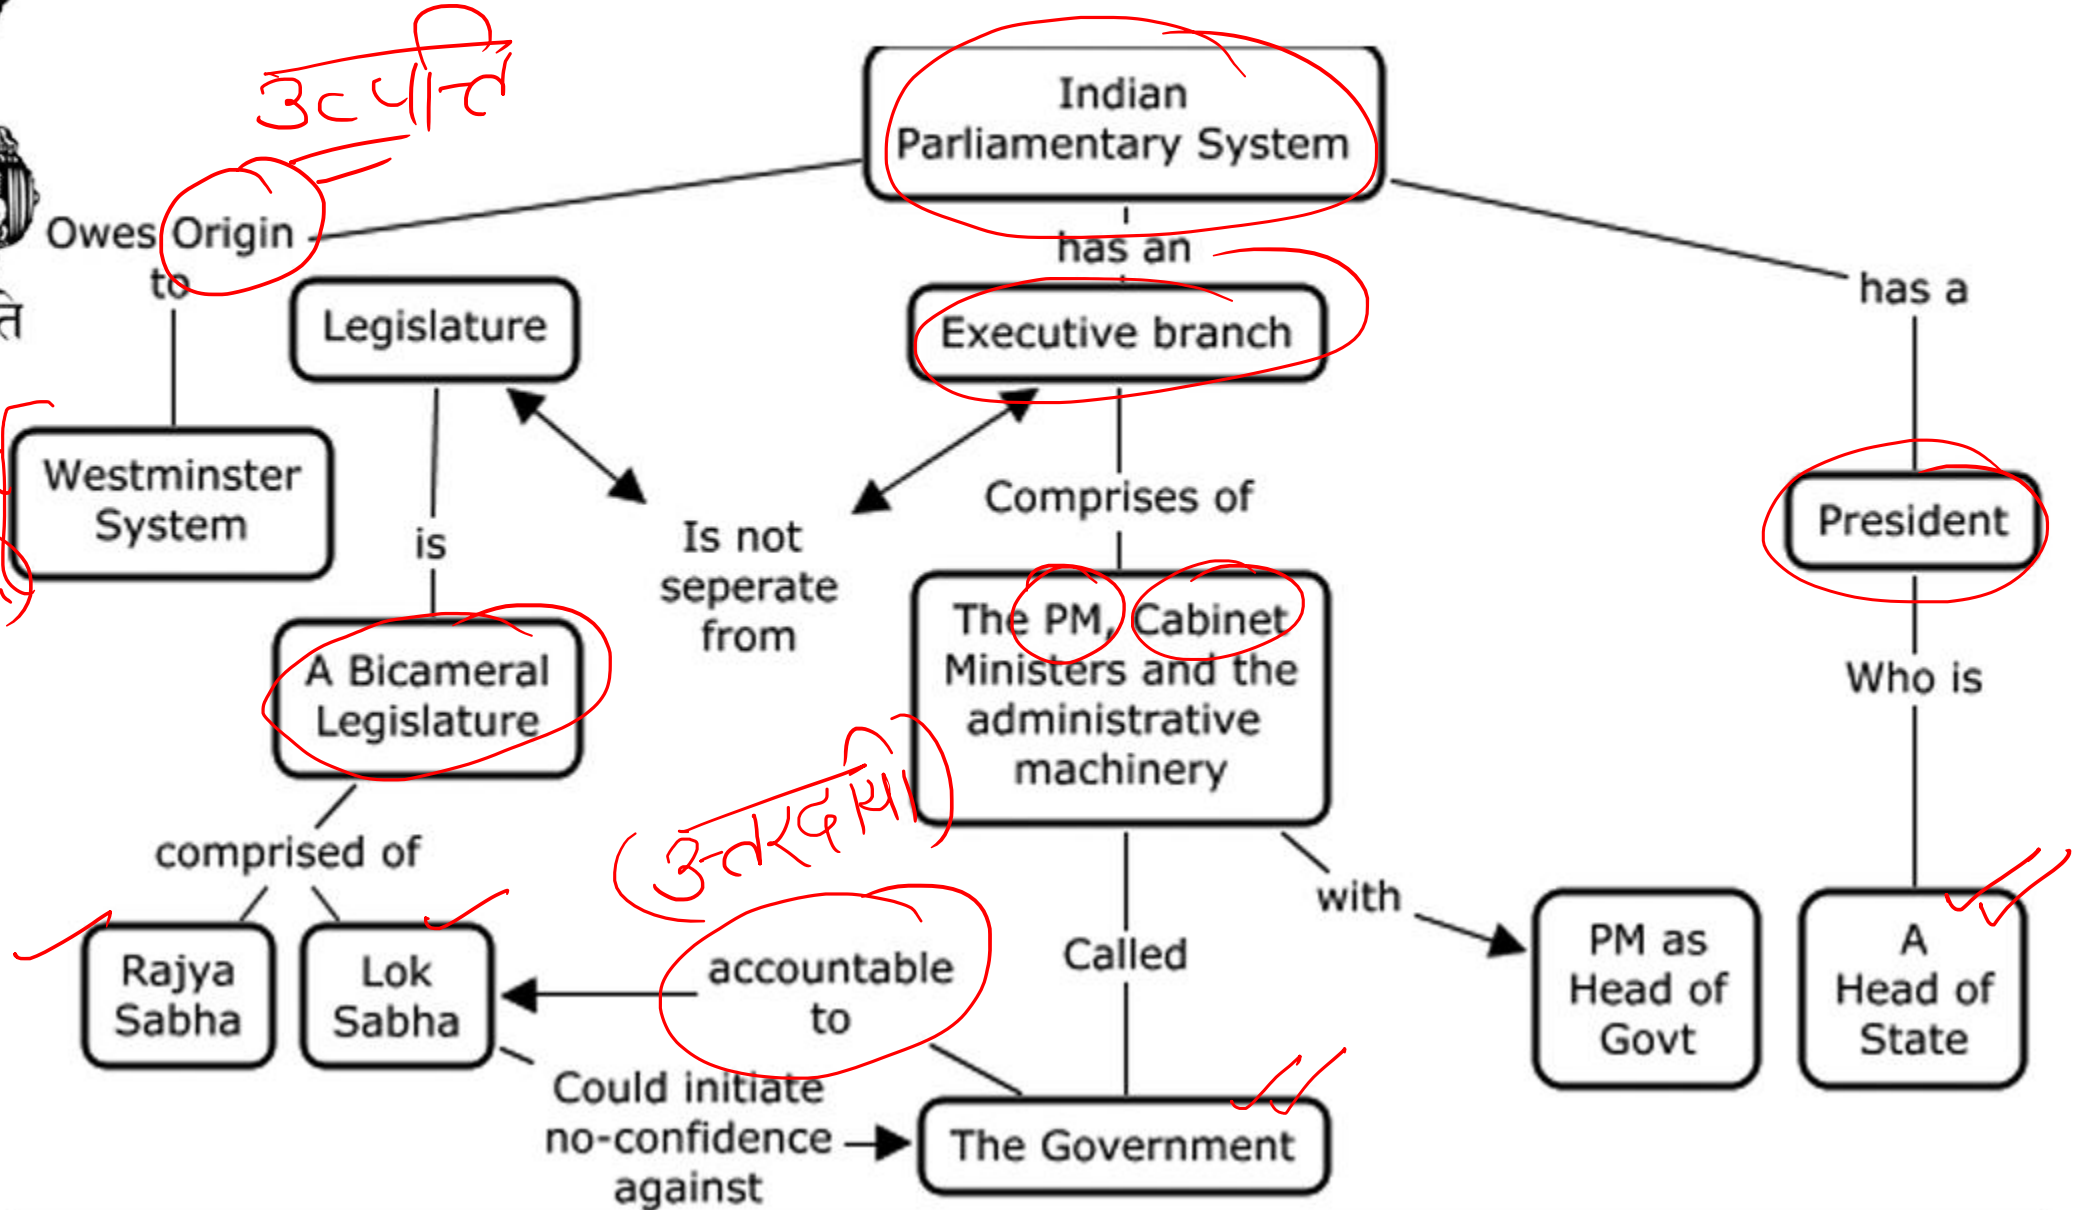 उत्पत्ति
Indian
Parliamentary System
Owes Origin
to
has an
has a
Legislature
Executive branch
Westminster
System
is
Is not
seperate
from
Comprises of
President
A Bicameral
Legislature
The PM, Cabinet
Ministers and the
administrative
machinery
Who is
comprised of
with
Rajya
Sabha
Lok
Sabha
accountable
to
Called
PM as
Head of
Govt
A
Head of
State
Could initiate
no-confidence
against
The Government